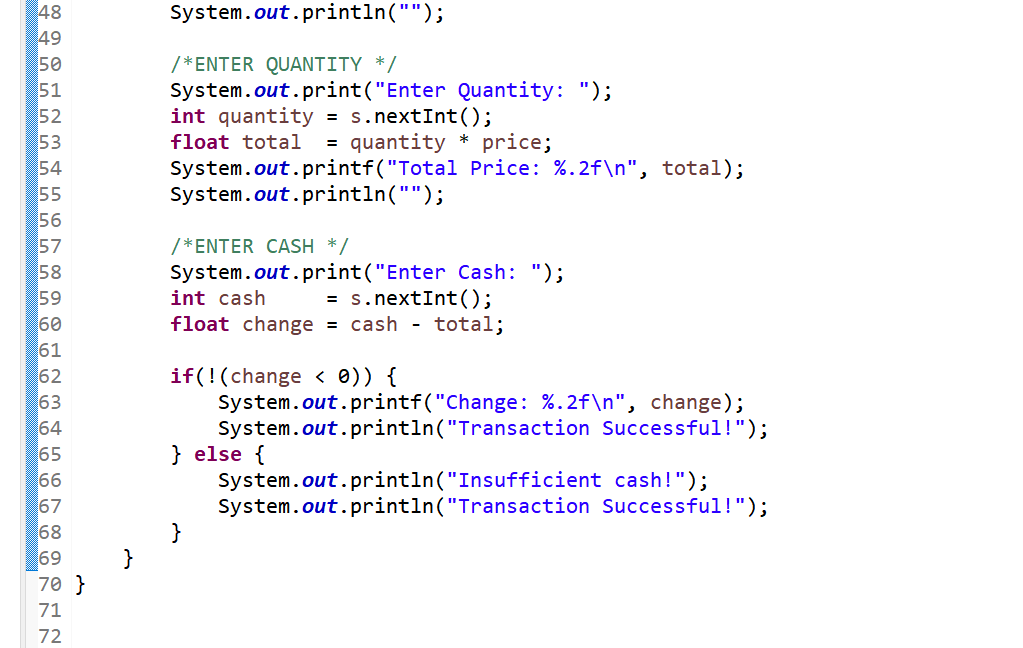 48        System.out.println("");
49
50        /*ENTER QUANTITY */
51        System.out.print("Enter Quantity: ");
52        int quantity = s.nextInt();
53        float total  = quantity * price;
54        System.out.printf("Total Price: %.2f\n", total);
55        System.out.println("");
56
57        /*ENTER CASH */
58        System.out.print("Enter Cash: ");
59        int cash     = s.nextInt();
60        float change = cash - total;
61
62        if(!(change < 0)) {
63            System.out.printf("Change: %.2f\n", change);
64            System.out.println("Transaction Successful!");
65        } else {
66            System.out.println("Insufficient cash!");
67            System.out.println("Transaction Successful!");
68        }
69    }
70 }
71
72